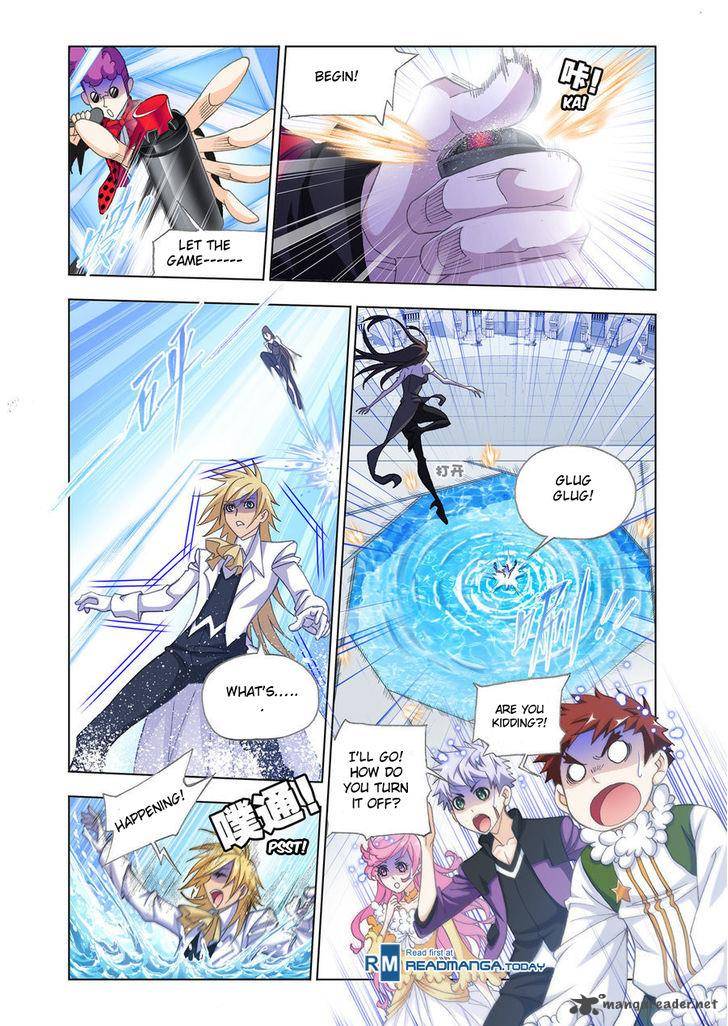 LET THE
GAME------
BEGIN!
咔!
KA!
WHAT'S.....
.
打开
GLUG
GLUG!
HAPPENING!
噗通!!
PSST!
I'LL GO!
HOW DO
YOU TURN
IT OFF?
ARE YOU
KIDDING?!
RM
Read first at
READMANGA.TODAY
mangareader.net